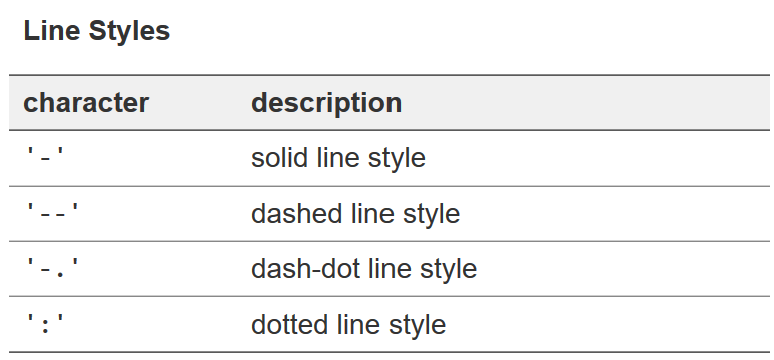 Line Styles
character description
'-' solid line style
'--' dashed line style
'-.' dash-dot line style
':' dotted line style